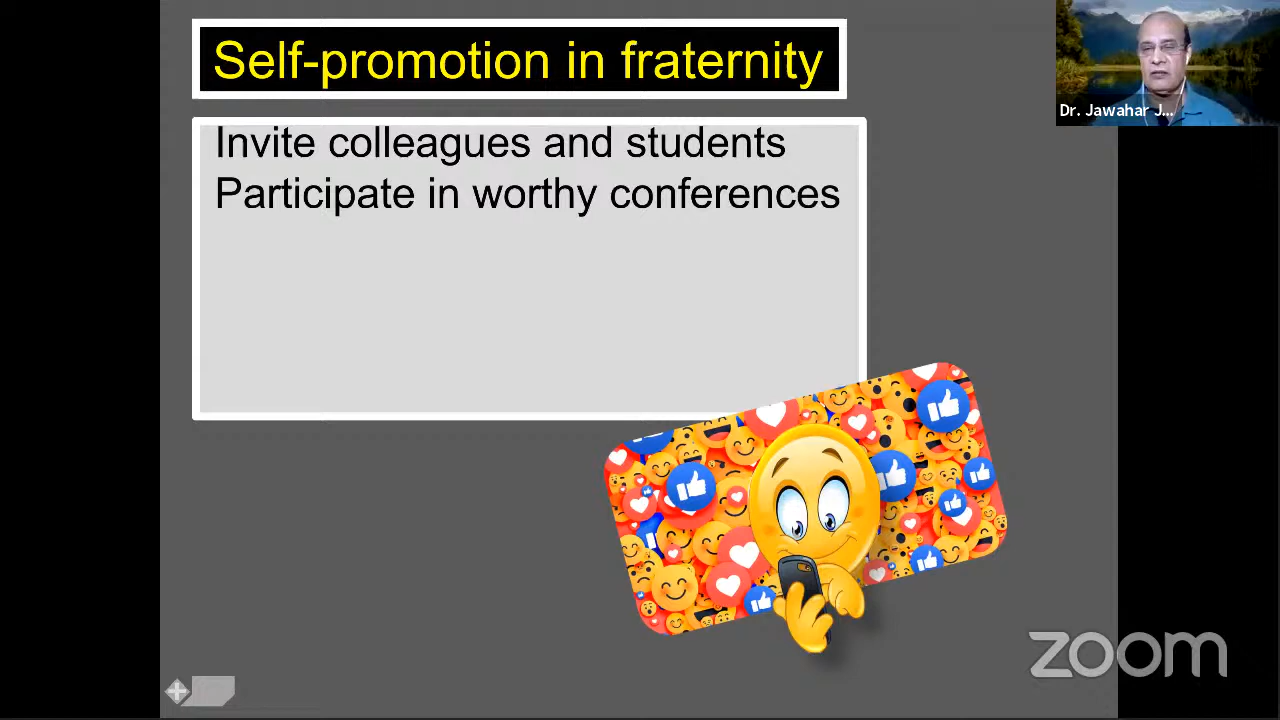 Self-promotion in fraternity
Dr. Jawahar J...
Invite colleagues and students
Participate in worthy conferences
zoom